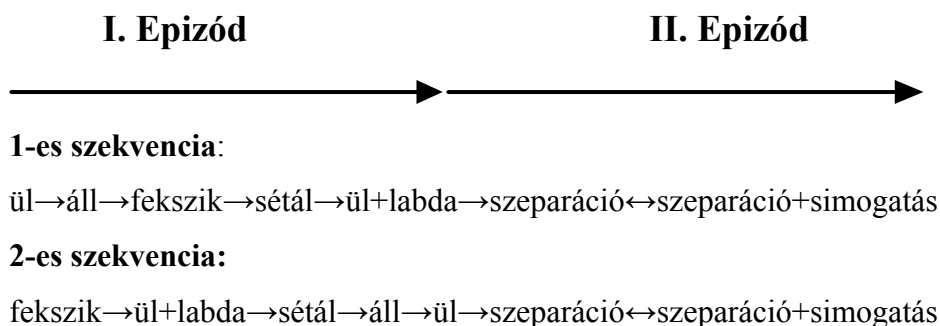 I. Epizód II. Epizód
1-es szekvencia:
ül→áll→fekszik→sétál→ül+labda→szeparáció↔szeparáció+simogatás
2-es szekvencia:
fekszik→ül+labda→sétál→áll→ül→szeparáció↔szeparáció+simogatás